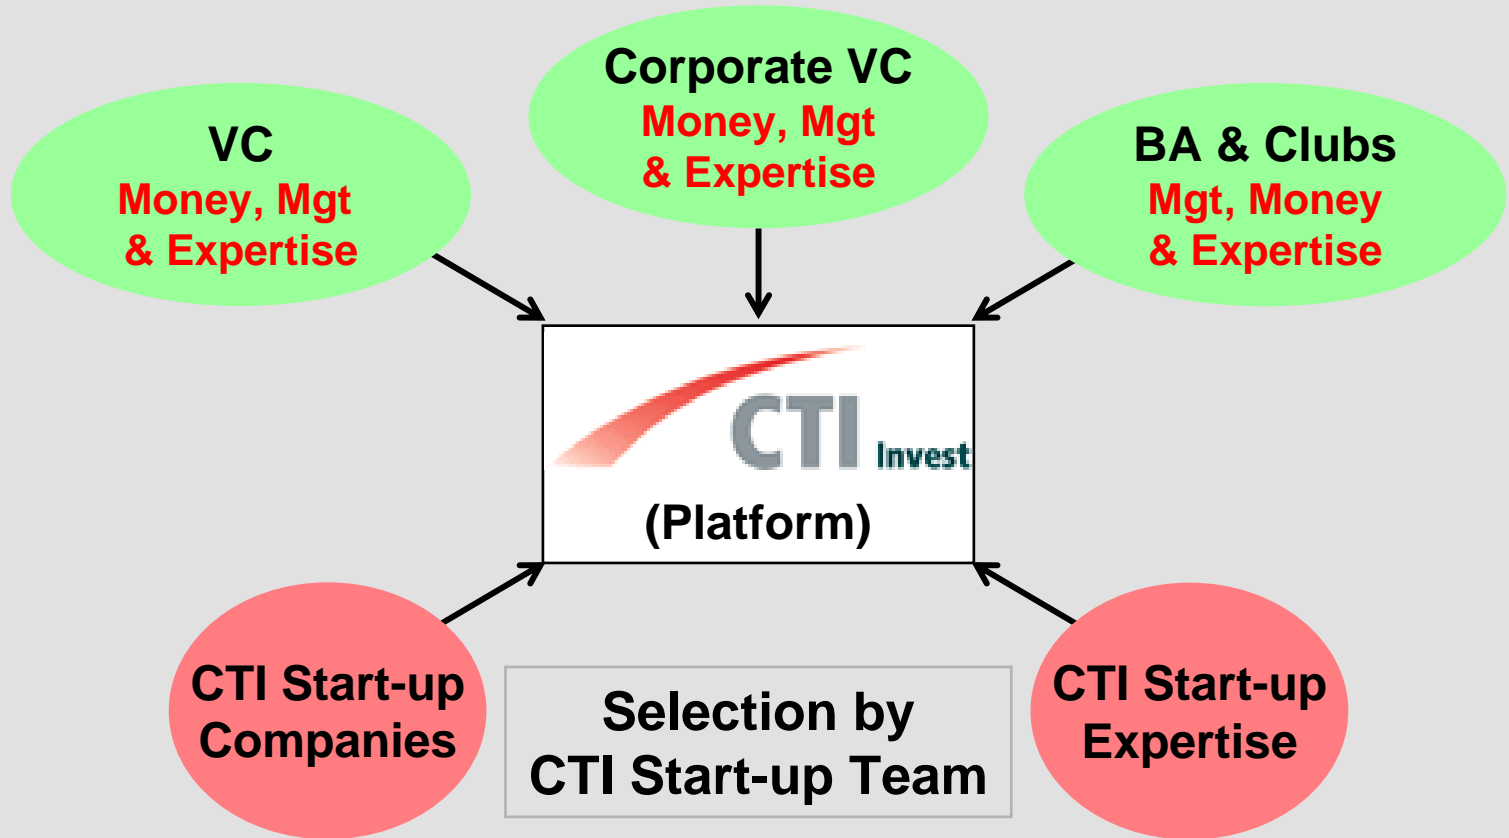 Corporate VC
Money, Mgt
& Expertise
VC
Money, Mgt
& Expertise
BA & Clubs
Mgt, Money
& Expertise
CTI Invest
(Platform)
CTI Start-up
Companies
Selection by
CTI Start-up Team
CTI Start-up
Expertise